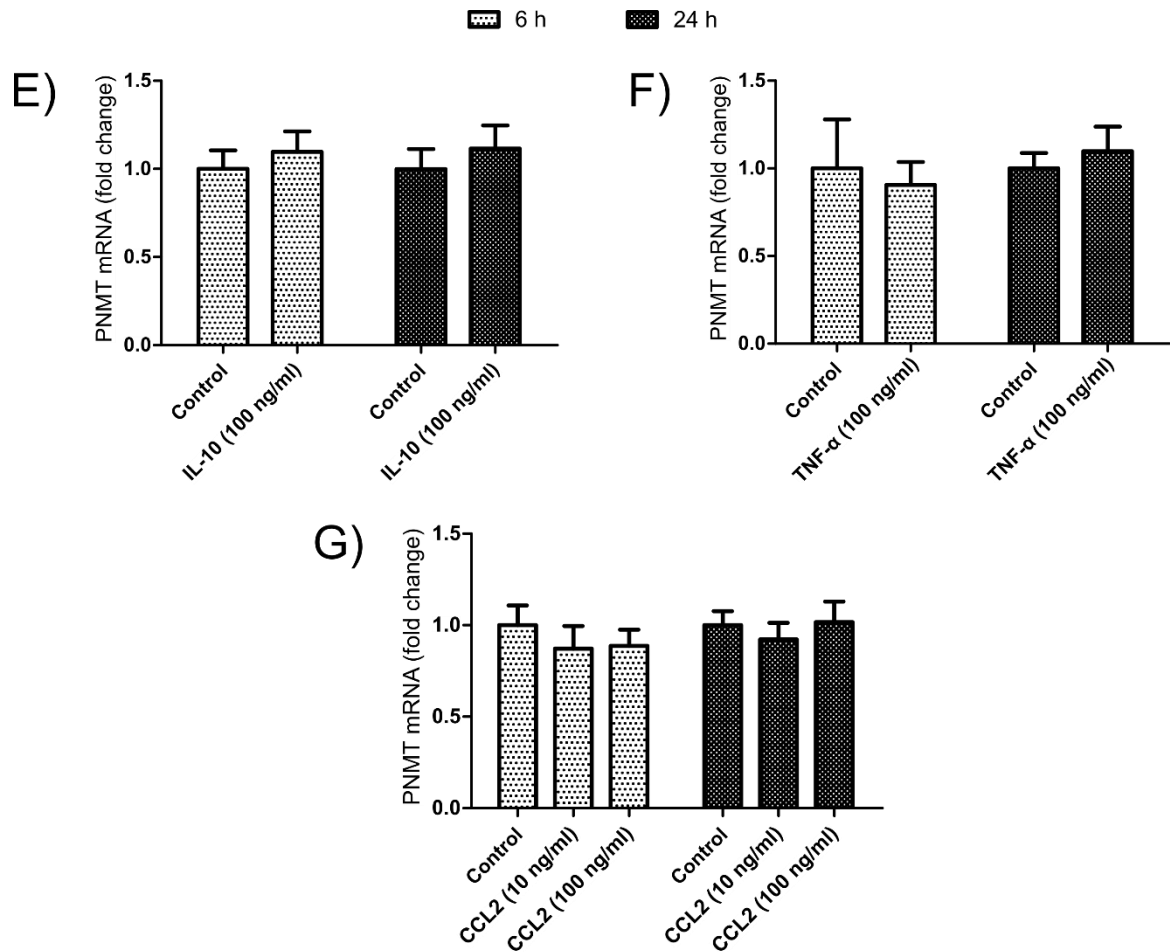 6 h
24 h
E)
PNMT mRNA (fold change)
1.5
1.0
0.5
0.0
Control
IL-10 (100 ng/ml)
Control
IL-10 (100 ng/ml)
F)
PNMT mRNA (fold change)
1.5
1.0
0.5
0.0
Control
TNF-α (100 ng/ml)
Control
TNF-α (100 ng/ml)
G)
PNMT mRNA (fold change)
1.5
1.0
0.5
0.0
Control
CCL2 (10 ng/ml)
CCL2 (100 ng/ml)
Control
CCL2 (10 ng/ml)
CCL2 (100 ng/ml)